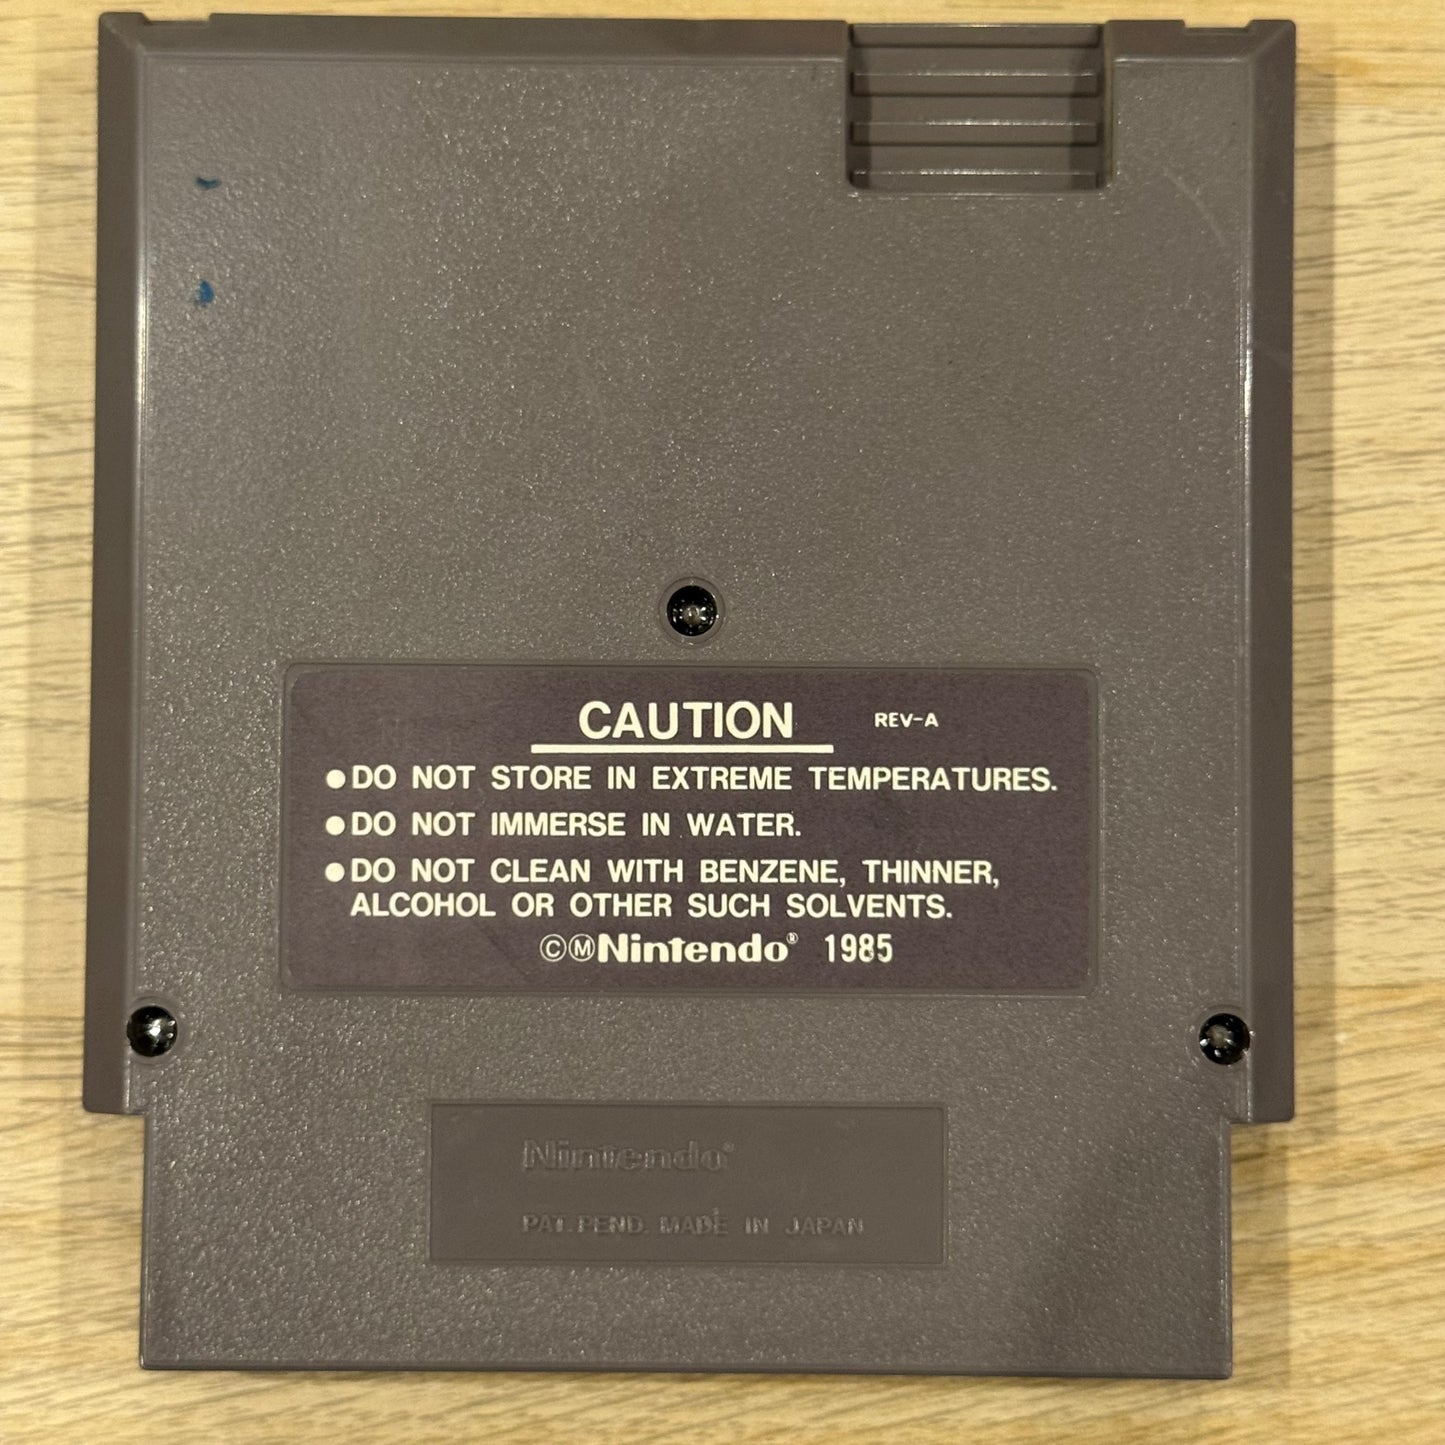 CAUTION REV-A
●DO NOT STORE IN EXTREME TEMPERATURES.
●DO NOT IMMERSE IN WATER.
●DO NOT CLEAN WITH BENZENE, THINNER,
ALCOHOL OR OTHER SUCH SOLVENTS.
©ⓂNintendo® 1985
Nintendo®
PAT. PEND. MADE IN JAPAN